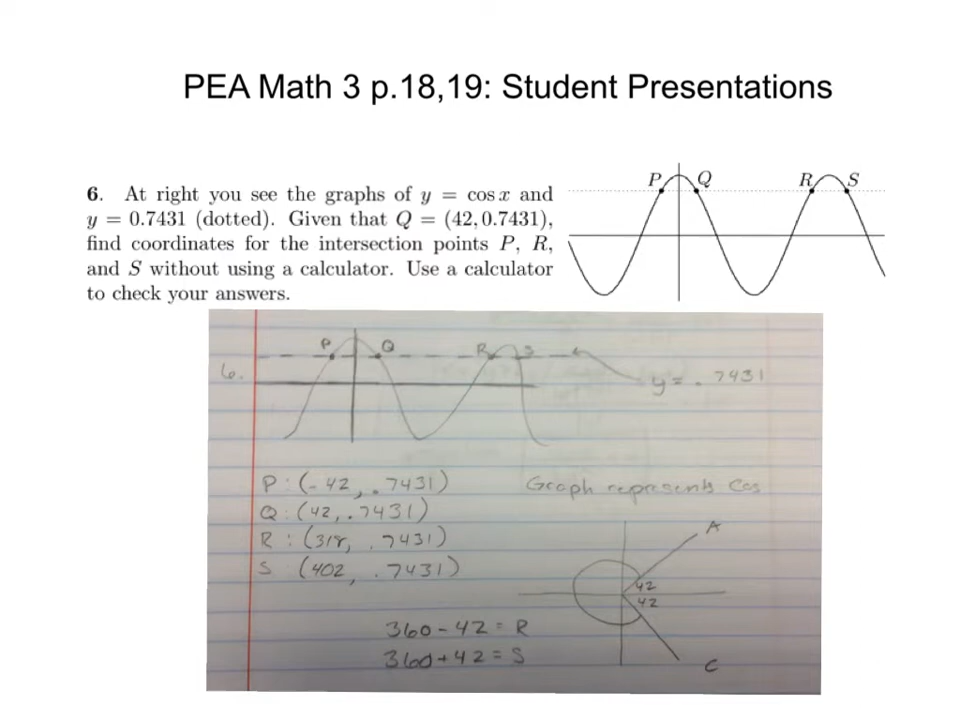 PEA Math 3 p.18,19: Student Presentations
6. At right you see the graphs of y = cos x and
y = 0.7431 (dotted). Given that Q = (42, 0.7431),
find coordinates for the intersection points P, R,
and S without using a calculator. Use a calculator
to check your answers.
P Q R S
P Q R S
6. y = .7431
P : (-42, .7431) Graph represents Cos
Q : (42, .7431)
R : (318, .7431)
S (402, .7431)
A
42
42
360 - 42 = R
360 + 42 = S
C